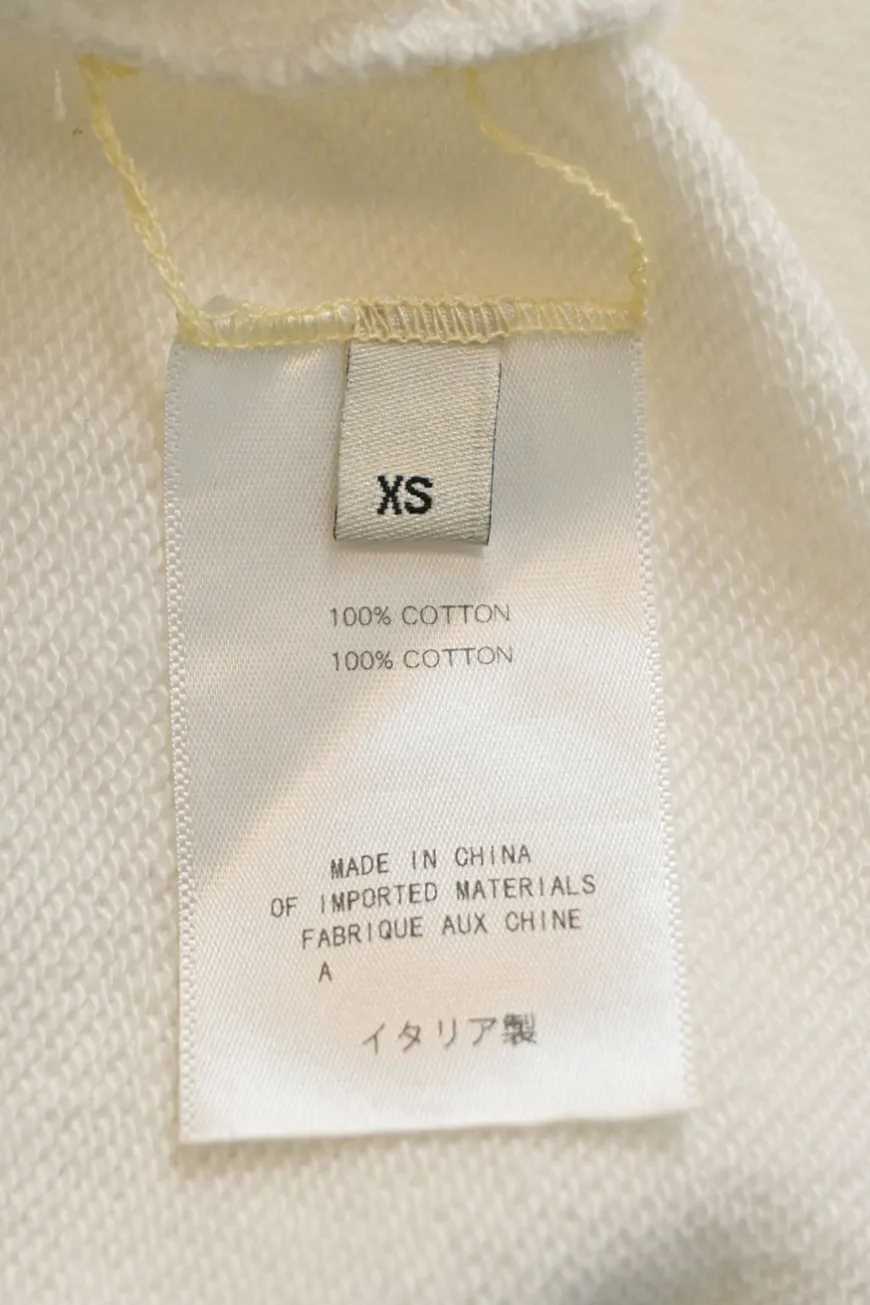 XS
100% COTTON
100% COTTON
MADE IN CHINA
OF IMPORTED MATERIALS
FABRIQUE AUX CHINE
A
イタリア製